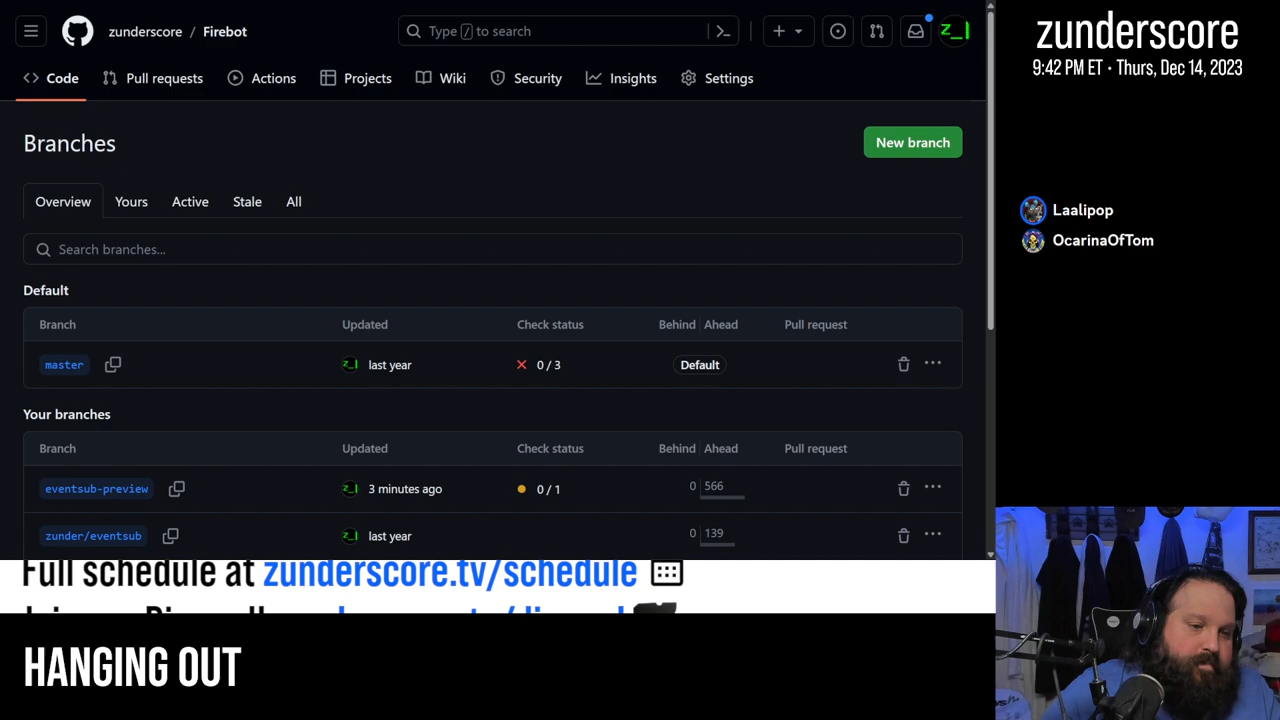 zunderscore / Firebot
Type / to search
Code
Pull requests
Actions
Projects
Wiki
Security
Insights
Settings
Branches
New branch
Overview
Yours
Active
Stale
All
Search branches...
Default
Branch
Updated
Check status
Behind
Ahead
Pull request
master
last year
0 / 3
Default
Your branches
Branch
Updated
Check status
Behind
Ahead
Pull request
eventsub-preview
3 minutes ago
0 / 1
0
566
zunder/eventsub
last year
0
139
Full schedule at zunderscore.tv/schedule
HANGING OUT
zunderscore
9:42 PM ET • Thurs, Dec 14, 2023
Laalipop
OcarinaOfTom